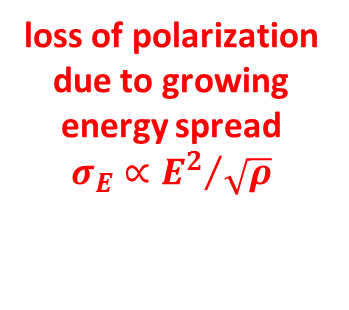 loss of polarization
due to growing
energy spread
σ_E ∝ E²/√ρ